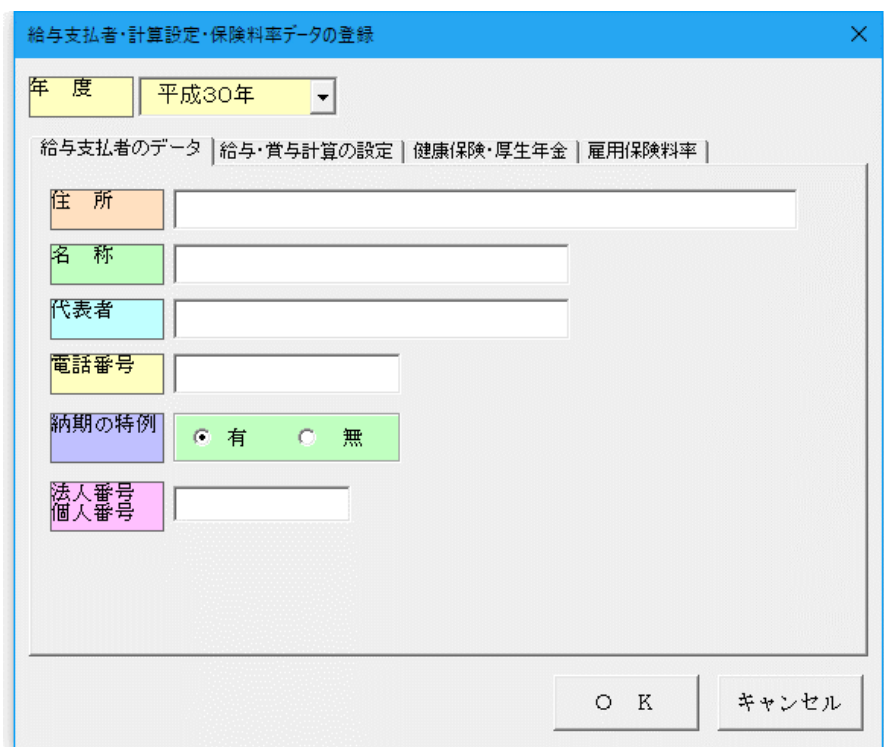 給与支払者・計算設定・保険料率データの登録
年 度
平成30年
給与支払者のデータ
給与・賞与計算の設定
健康保険・厚生年金
雇用保険料率
住 所
名 称
代表者
電話番号
納期の特例
有
無
法人番号
個人番号
O K
キャンセル